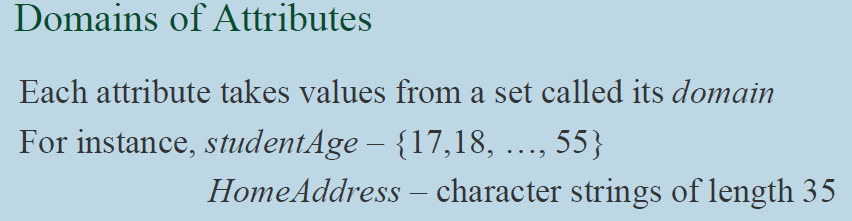 Domains of Attributes
Each attribute takes values from a set called its domain
For instance, studentAge – {17,18, …, 55}
HomeAddress – character strings of length 35